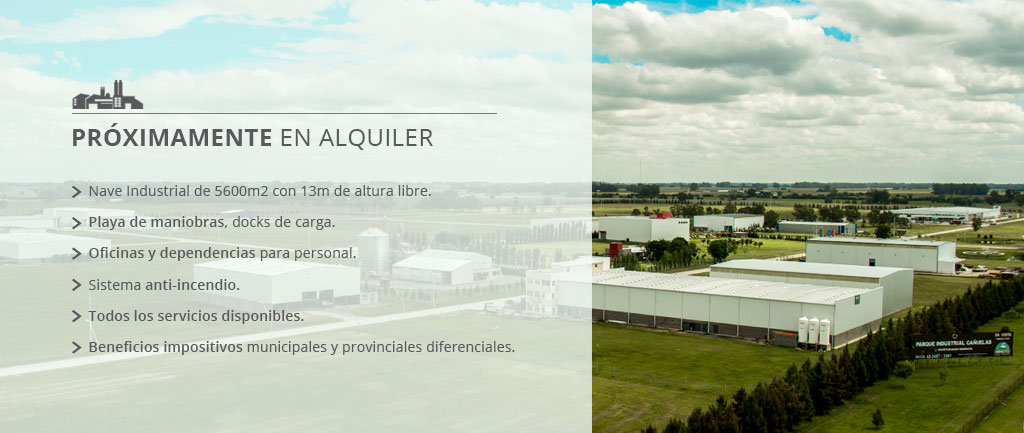 PRÓXIMAMENTE EN ALQUILER
Nave Industrial de 5600m2 con 13m de altura libre.
Playa de maniobras, docks de carga.
Oficinas y dependencias para personal.
Sistema anti-incendio.
Todos los servicios disponibles.
Beneficios impositivos municipales y provinciales diferenciales.
PARQUE INDUSTRIAL CAÑUELAS